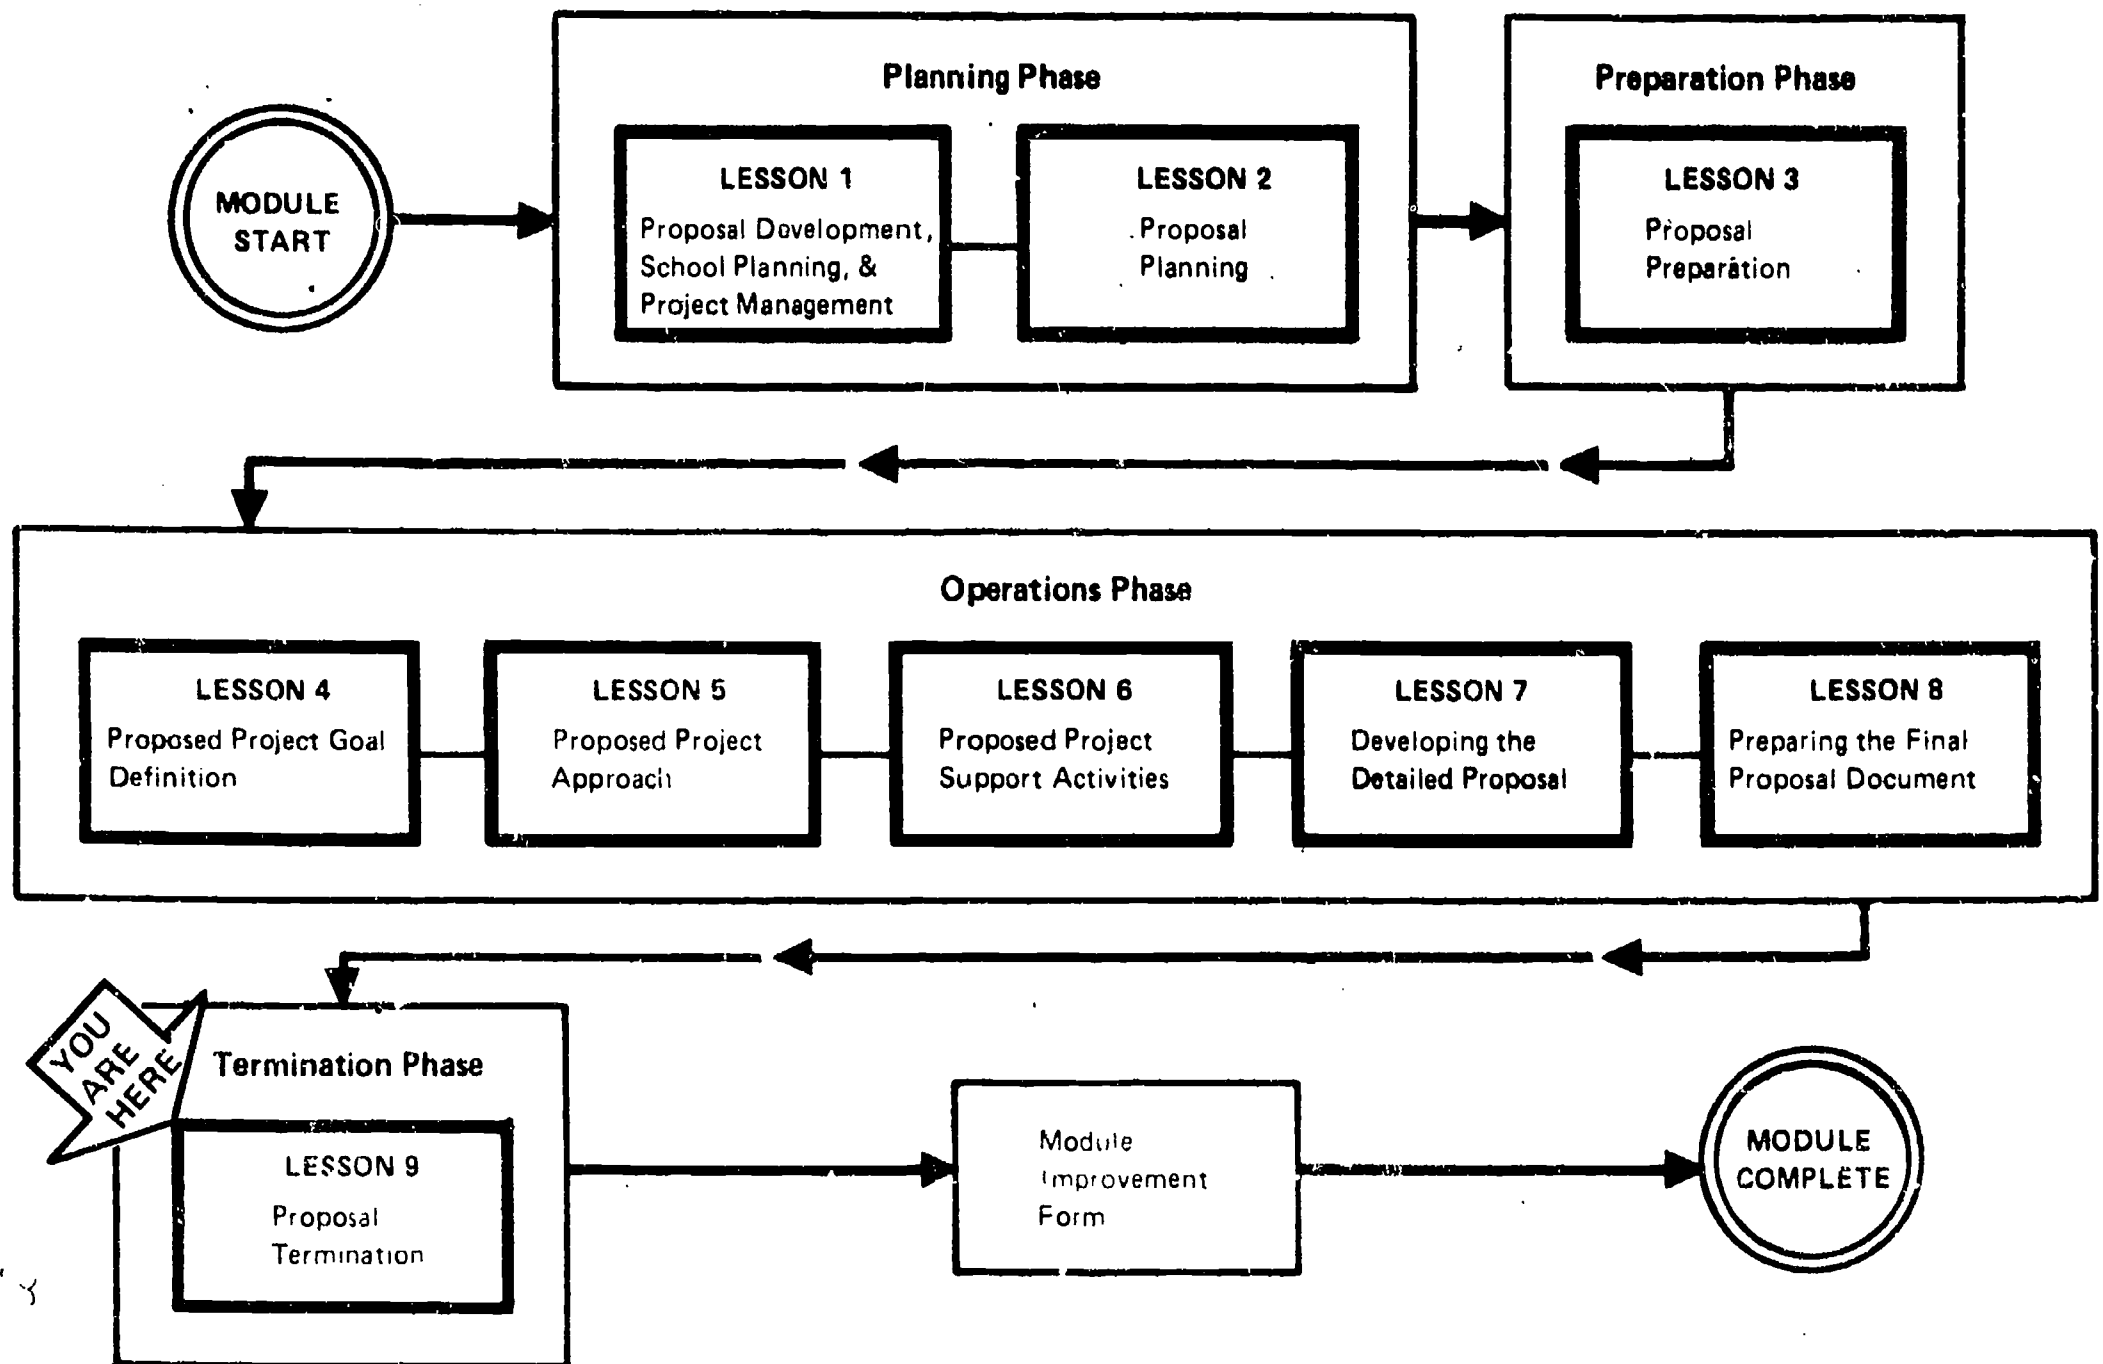 Planning Phase
Preparation Phase
MODULE
START
LESSON 1
Proposal Development,
School Planning, &
Project Management
LESSON 2
Proposal
Planning
LESSON 3
Proposal
Preparation
Operations Phase
LESSON 4
Proposed Project Goal
Definition
LESSON 5
Proposed Project
Approach
LESSON 6
Proposed Project
Support Activities
LESSON 7
Developing the
Detailed Proposal
LESSON 8
Preparing the Final
Proposal Document
YOU
ARE
HERE
Termination Phase
LESSON 9
Proposal
Termination
Module
Improvement
Form
MODULE
COMPLETE